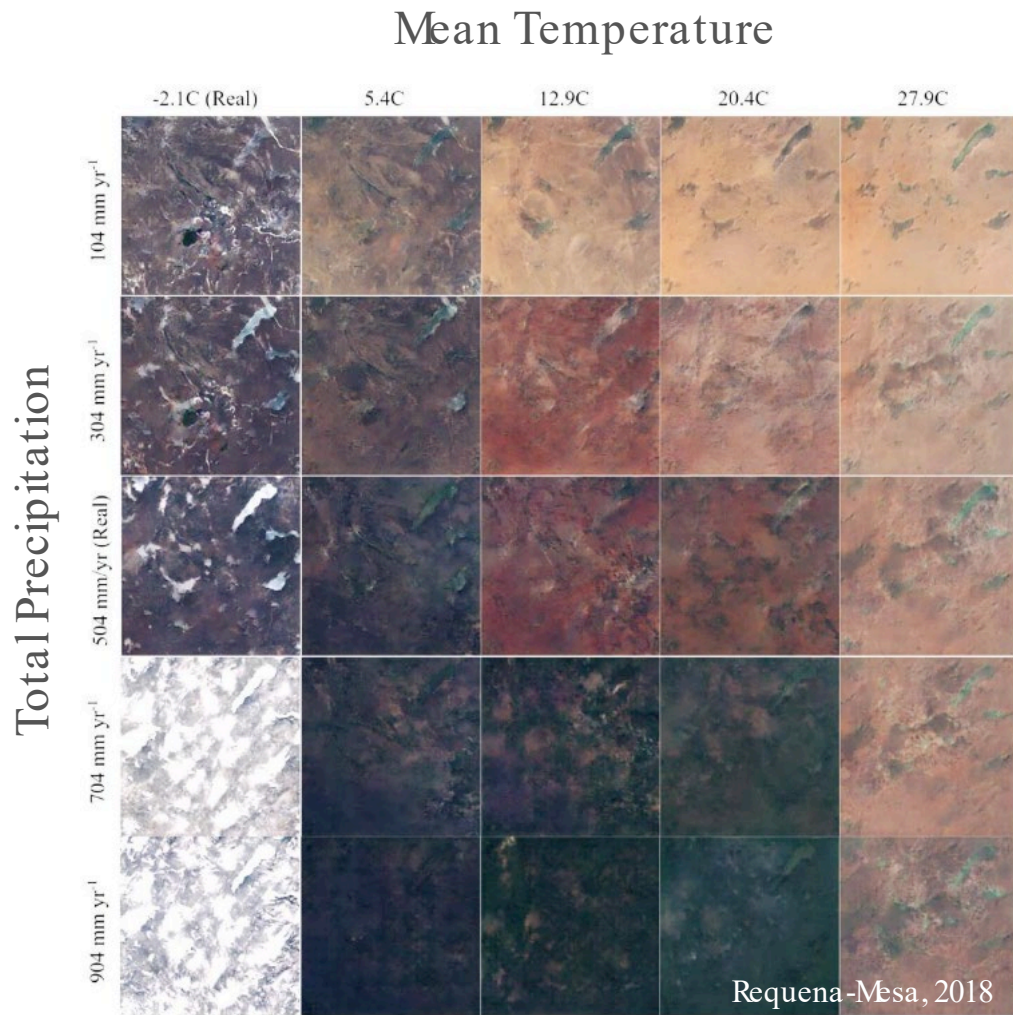 Mean Temperature
-2.1C (Real) 5.4C 12.9C 20.4C 27.9C
Total Precipitation
104 mm yr⁻¹
304 mm yr⁻¹
504 mm/yr (Real)
704 mm yr⁻¹
904 mm yr⁻¹
Requena-Mesa, 2018